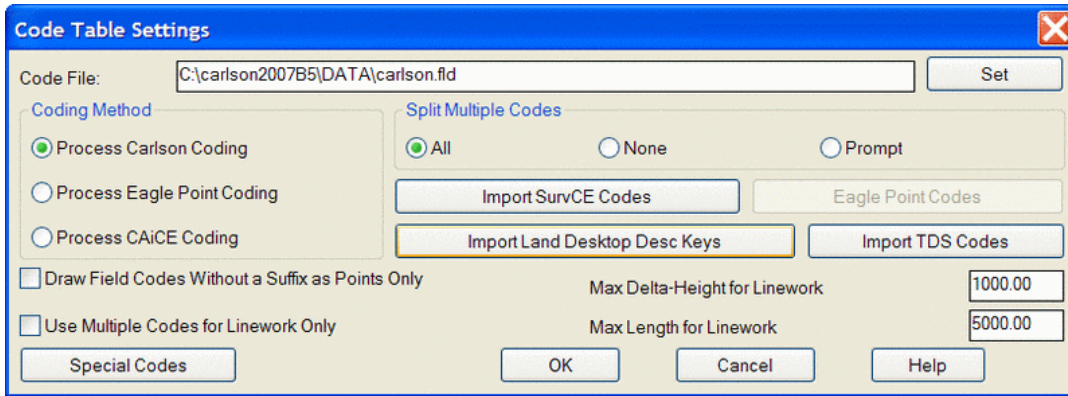 Code Table Settings
Code File: C:\carlson2007B5\DATA\carlson.fld Set
Coding Method Split Multiple Codes
Process Carlson Coding All None Prompt
Process Eagle Point Coding Import SurvCE Codes Eagle Point Codes
Process CAiCE Coding Import Land Desktop Desc Keys Import TDS Codes
Draw Field Codes Without a Suffix as Points Only Max Delta-Height for Linework 1000.00
Use Multiple Codes for Linework Only Max Length for Linework 5000.00
Special Codes OK Cancel Help